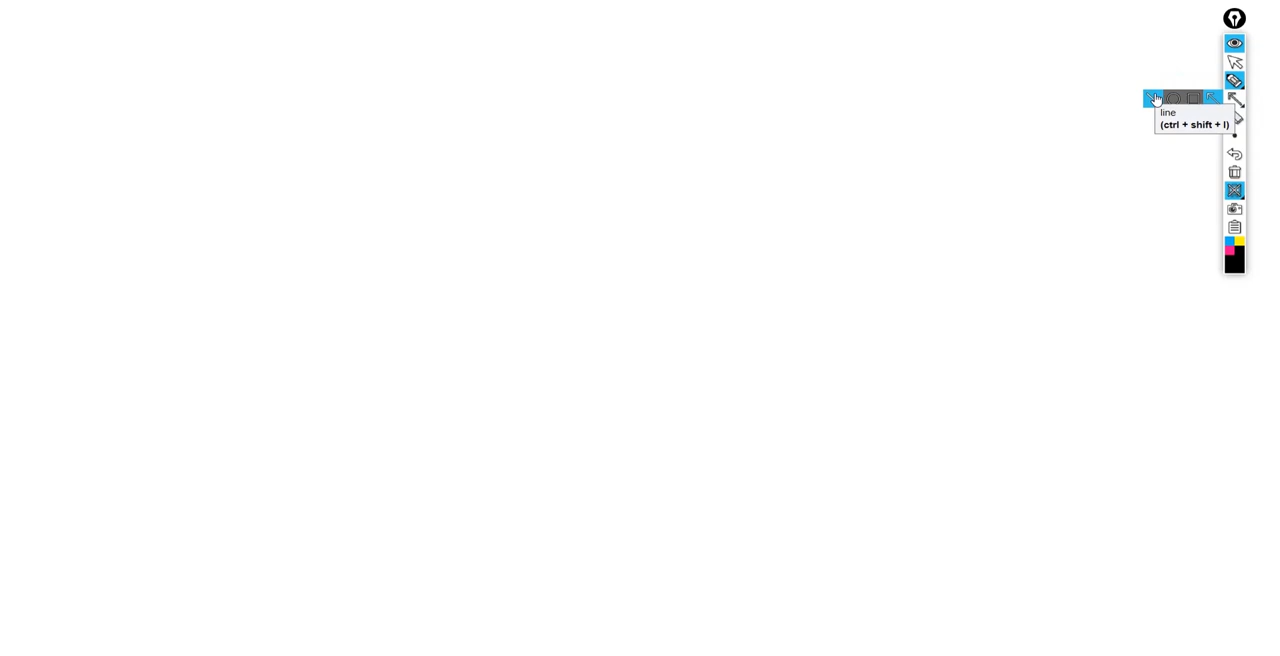 line
(ctrl + shift + l)